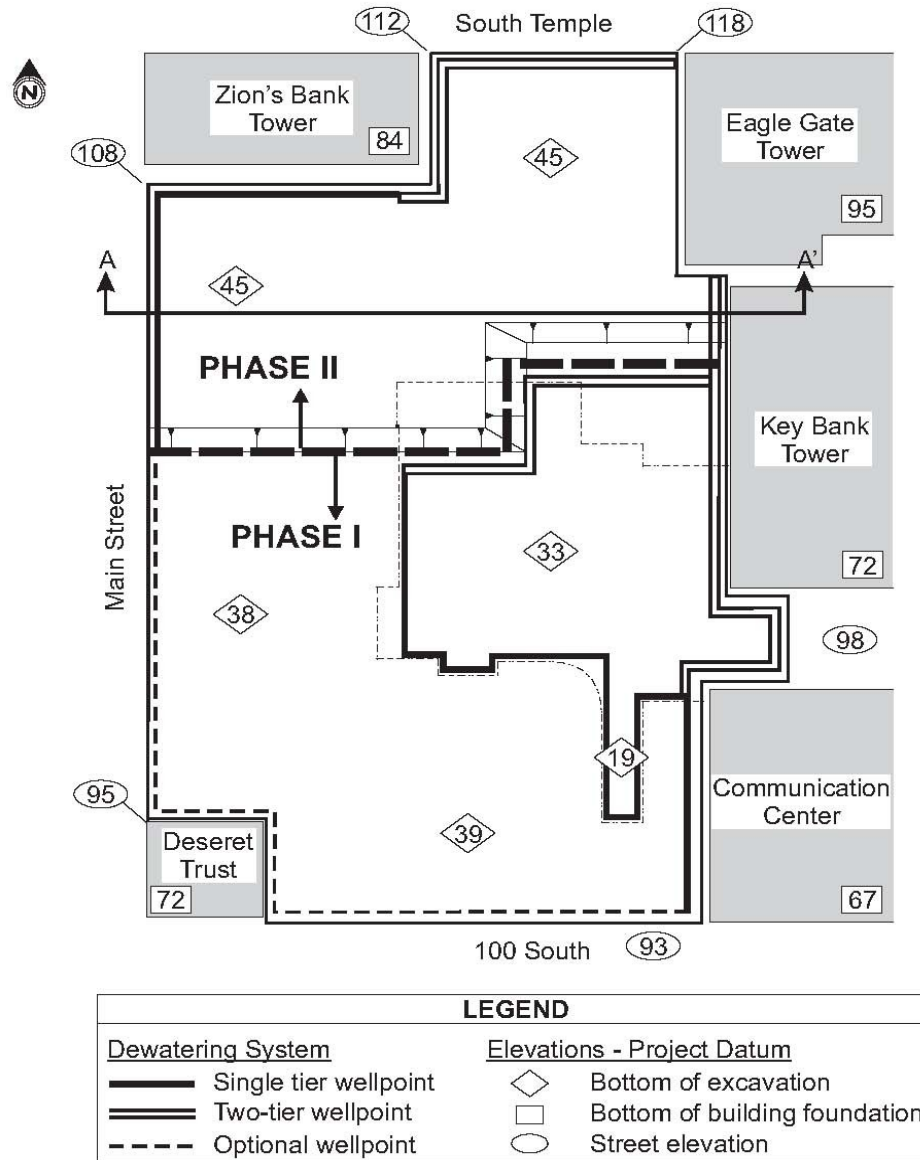 112
South Temple
118
N
Zion's Bank
Tower
84
Eagle Gate
Tower
95
108
45
A
A'
45
PHASE II
Key Bank
Tower
72
Main Street
PHASE I
33
38
98
19
95
Communication
Center
67
39
Deseret
Trust
72
100 South
93
LEGEND
Dewatering System
Elevations - Project Datum
Single tier wellpoint
Bottom of excavation
Two-tier wellpoint
Bottom of building foundation
Optional wellpoint
Street elevation